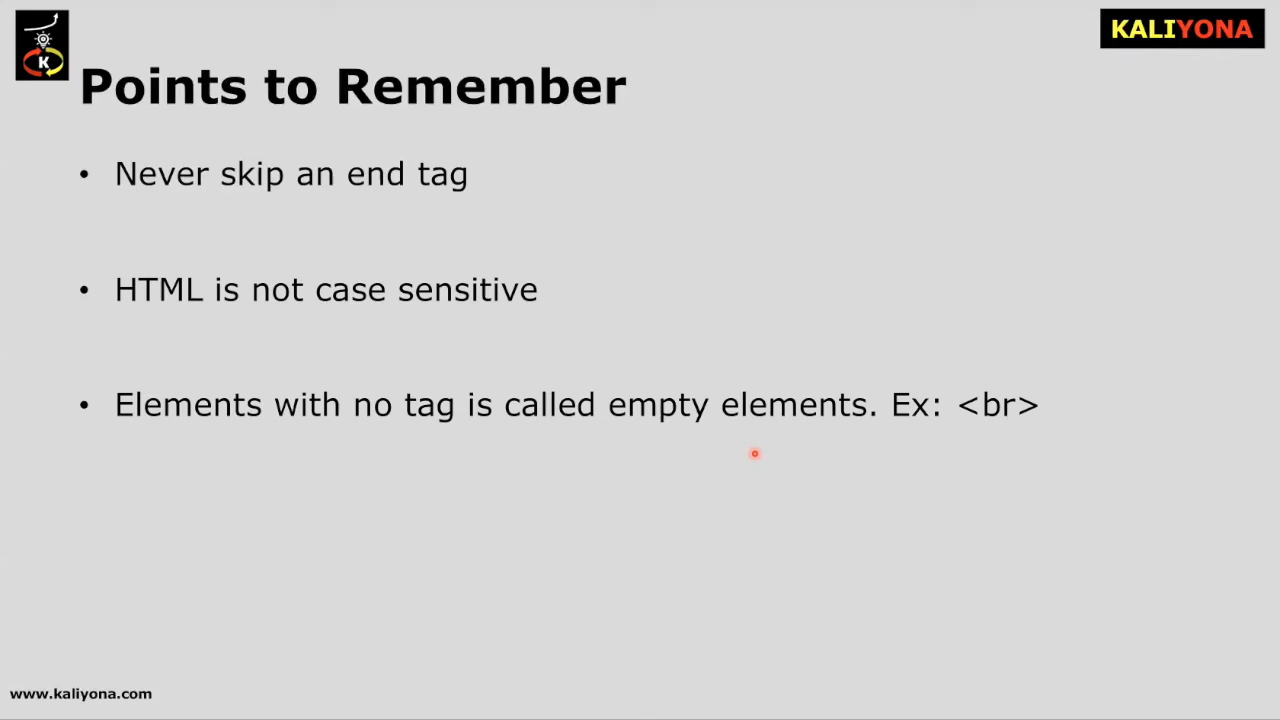 K
KALIYONA
Points to Remember
• Never skip an end tag
• HTML is not case sensitive
• Elements with no tag is called empty elements. Ex: <br>
www.kaliyona.com